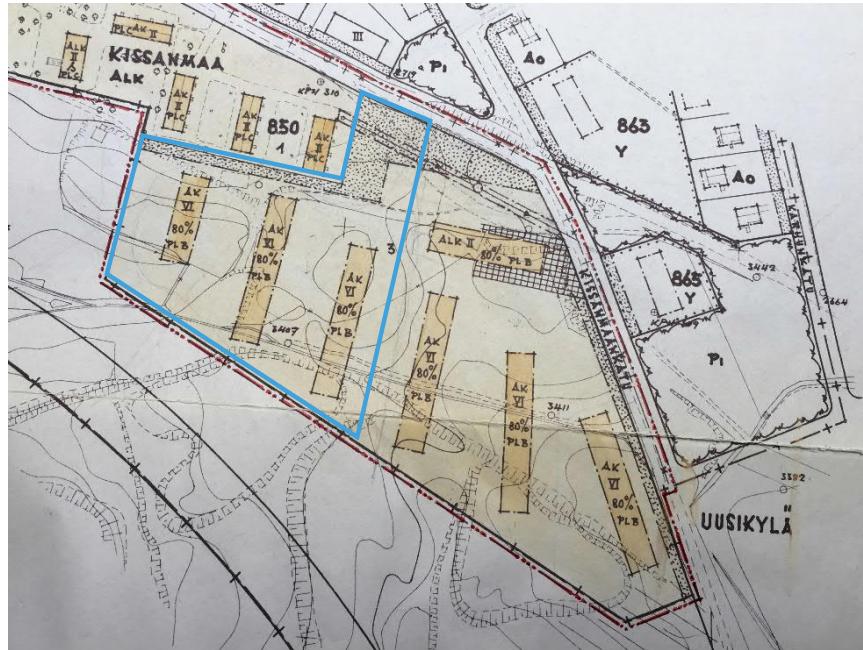 KISSANMAA
ALK
AK
II
PLC
AK
II
PLC
AK
II
PLC
AK
II
PLC
AK
II
PLC
850
1
III
P1
AO
863
Y
AO
865
Y
P1
3442
AK
VI
80%
PLB
AK
VI
80%
PLB
AK
VI
80%
PLB
3
ALK II
80%
PLB
3407
AK
VI
80%
PLB
AK
VI
80%
PLB
AK
VI
80%
PLB
3411
KISSANMAANKATU
UUSIKYLÄ